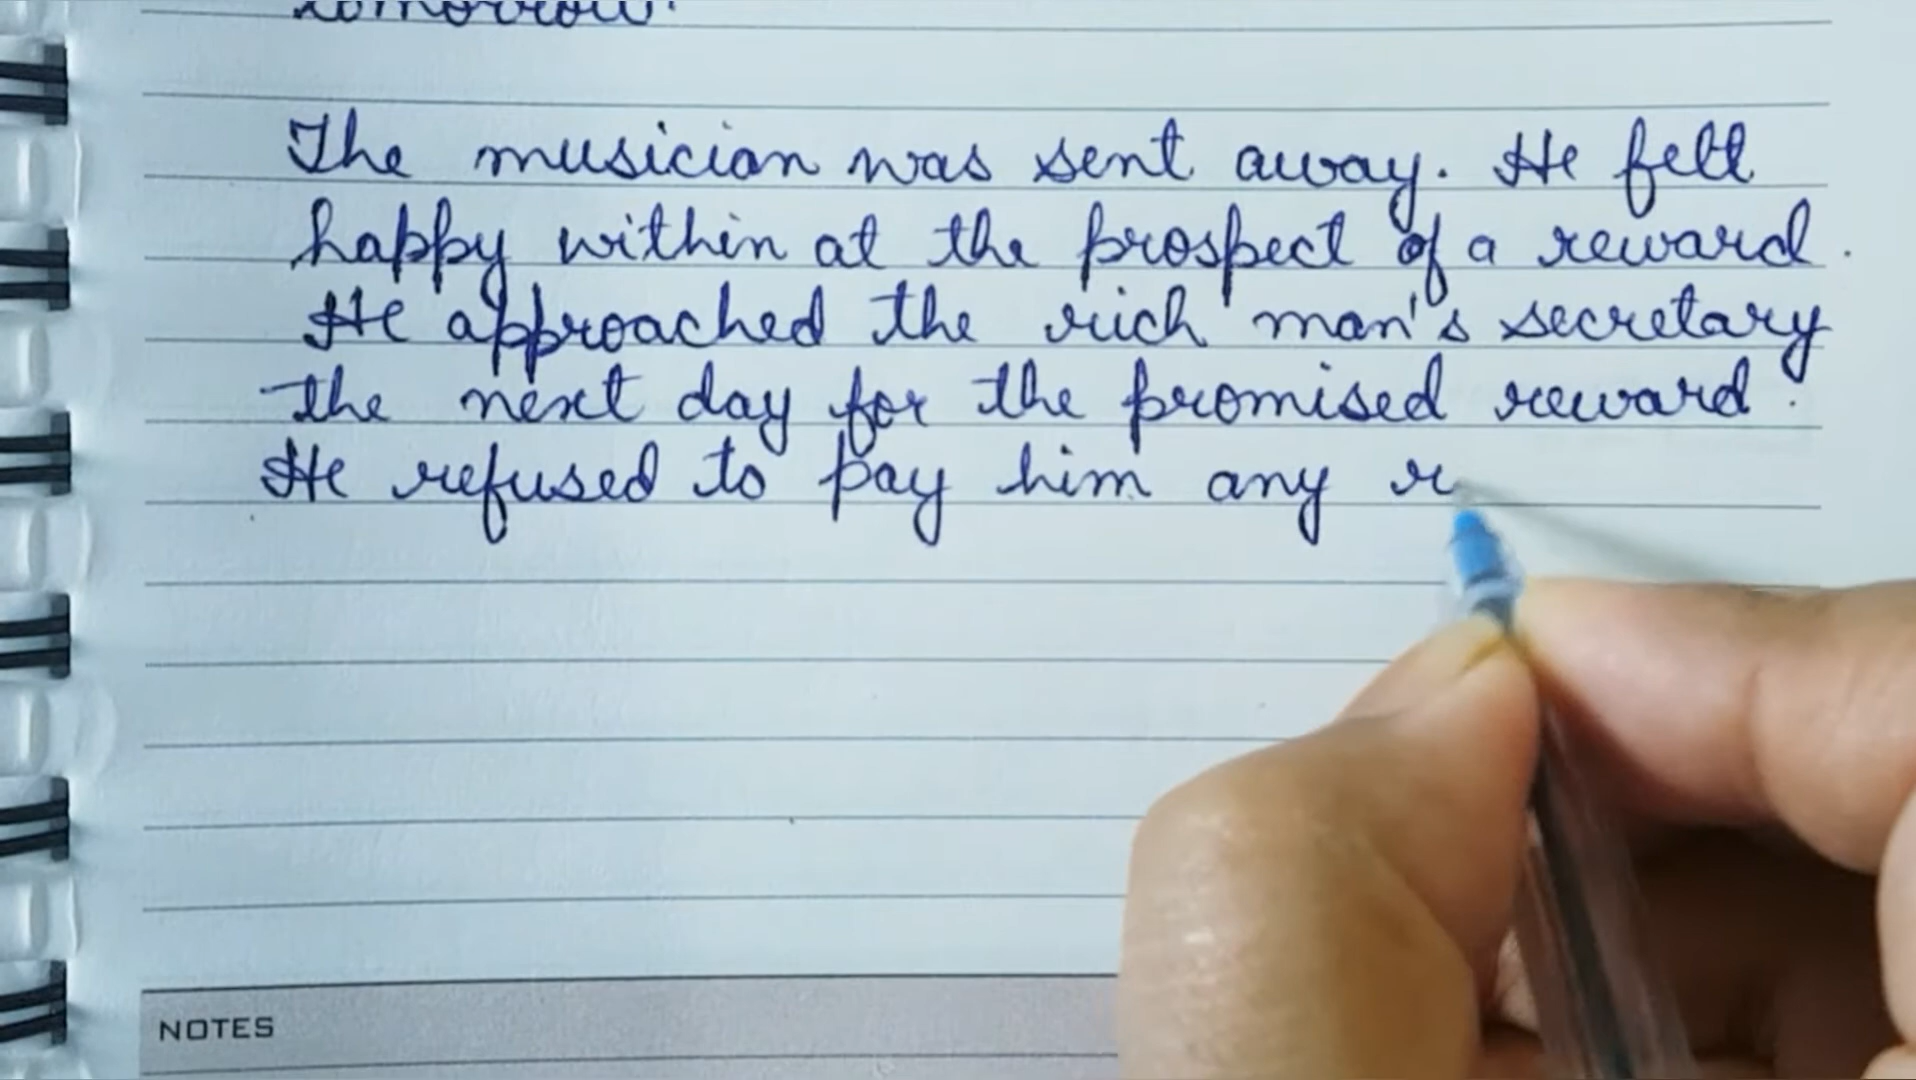 tomorrow.
The musician was sent away. He felt
happy within at the prospect of a reward.
He approached the rich man's secretary
the next day for the promised reward.
He refused to pay him any r
NOTES